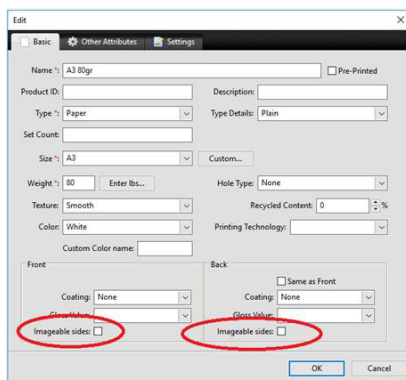 Edit
Basic Other Attributes Settings
Name *: A3 80gr Pre-Printed
Product ID: Description:
Type *: Paper Type Details: Plain
Set Count:
Size *: A3 Custom...
Weight *: 80 Enter lbs... Hole Type: None
Texture: Smooth Recycled Content: 0 %
Color: White Printing Technology:
Custom Color name:
Front Back
Same as Front
Coating: None Coating: None
Gloss Value: Gloss Value:
Imageable sides: Imageable sides:
OK Cancel